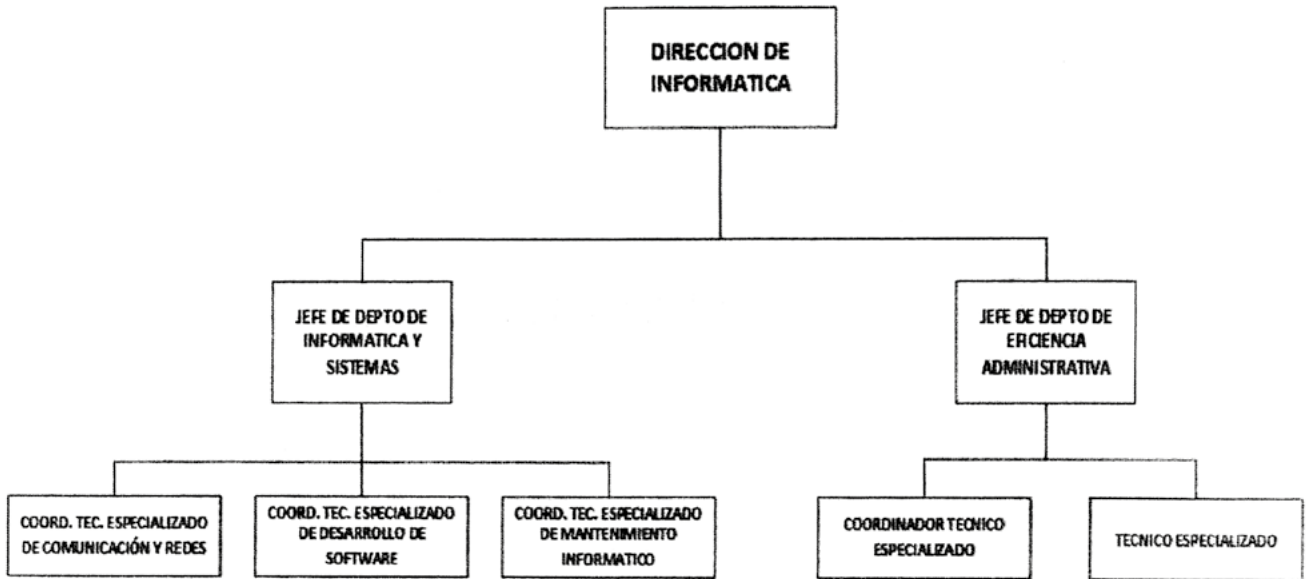 DIRECCION DE
INFORMATICA
JEFE DE DEPTO DE
INFORMATICA Y
SISTEMAS
JEFE DE DEPTO DE
EFICIENCIA
ADMINISTRATIVA
COORD. TEC. ESPECIALIZADO
DE COMUNICACIÓN Y REDES
COORD. TEC. ESPECIALIZADO
DE DESARROLLO DE
SOFTWARE
COORD. TEC. ESPECIALIZADO
DE MANTENIMIENTO
INFORMATICO
COORDINADOR TECNICO
ESPECIALIZADO
TECNICO ESPECIALIZADO